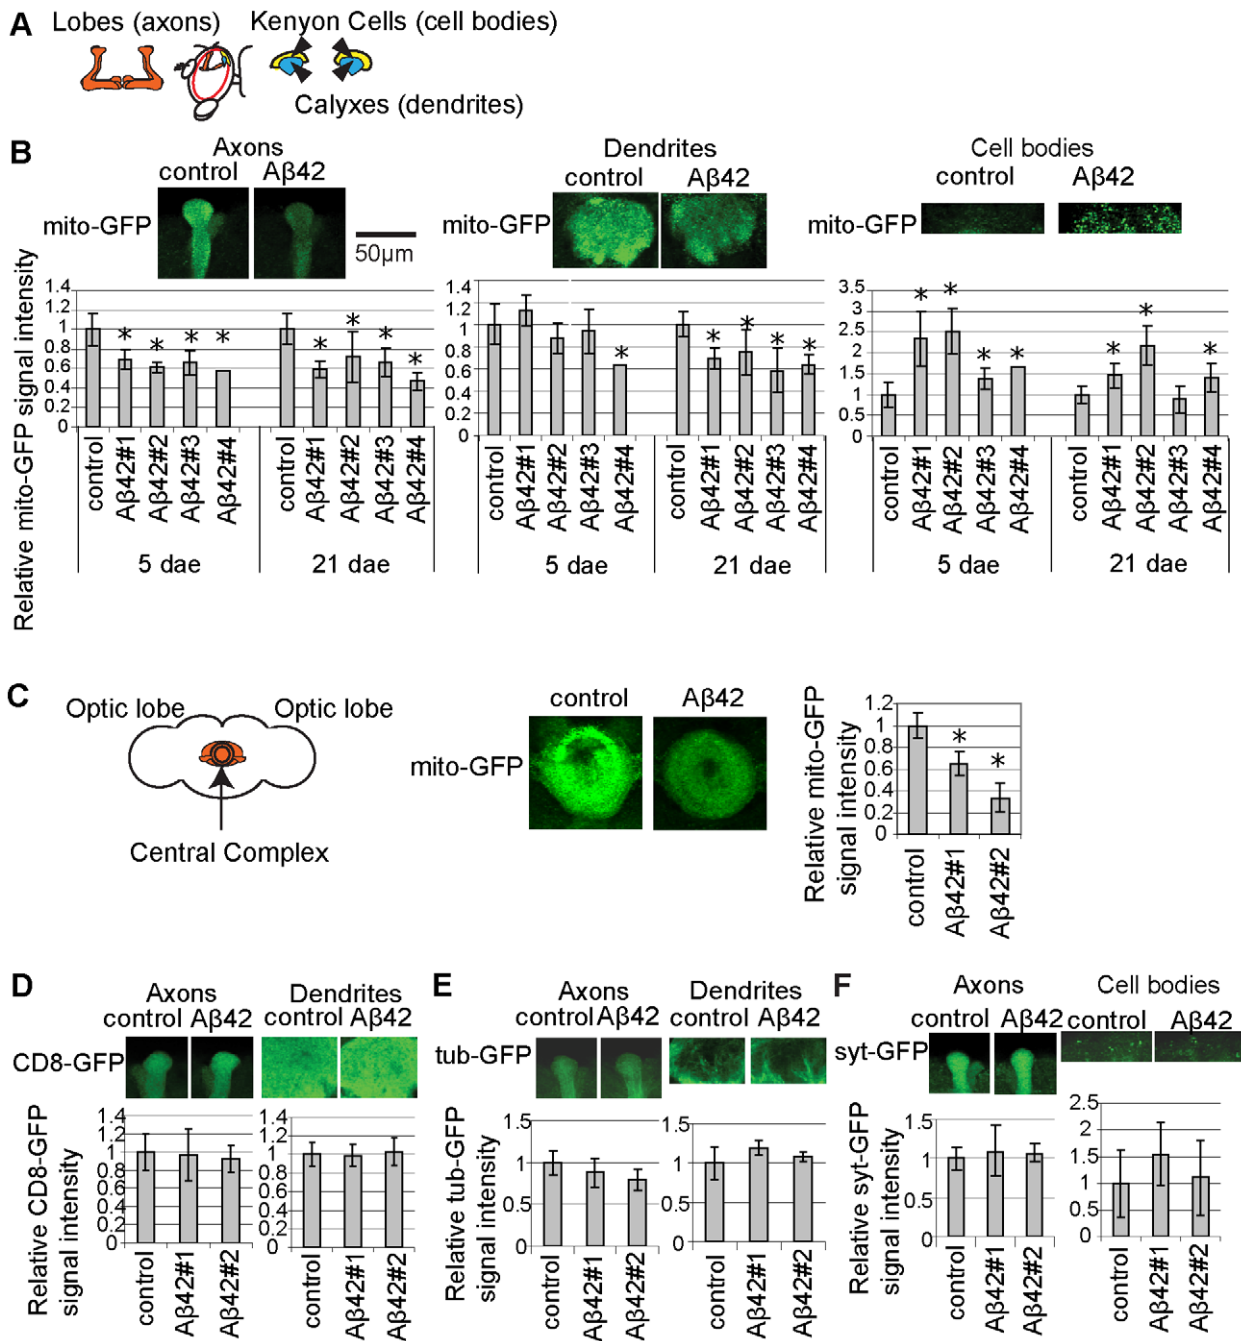 A
Lobes (axons)
Kenyon Cells (cell bodies)
Calyxes (dendrites)
B
Axons
control Aβ42
mito-GFP
50μm
Dendrites
control Aβ42
mito-GFP
Cell bodies
control Aβ42
mito-GFP
Relative mito-GFP signal intensity
1.4
1.2
1
0.8
0.6
0.4
0.2
0
* * * * * * * *
control Aβ42#1 Aβ42#2 Aβ42#3 Aβ42#4 control Aβ42#1 Aβ42#2 Aβ42#3 Aβ42#4
5 dae 21 dae
1.4
1.2
1
0.8
0.6
0.4
0.2
0
* * * * *
control Aβ42#1 Aβ42#2 Aβ42#3 Aβ42#4 control Aβ42#1 Aβ42#2 Aβ42#3 Aβ42#4
5 dae 21 dae
3.5
3
2.5
2
1.5
1
0.5
0
* * * * * * *
control Aβ42#1 Aβ42#2 Aβ42#3 Aβ42#4 control Aβ42#1 Aβ42#2 Aβ42#3 Aβ42#4
5 dae 21 dae
C
Optic lobe Optic lobe
Central Complex
control Aβ42
mito-GFP
Relative mito-GFP
signal intensity
1.2
1
0.8
0.6
0.4
0.2
0
* *
control Aβ42#1 Aβ42#2
D
Axons Dendrites
control Aβ42 control Aβ42
CD8-GFP
Relative CD8-GFP
signal intensity
1.4
1.2
1
0.8
0.6
0.4
0.2
0
control Aβ42#1 Aβ42#2
1.4
1.2
1
0.8
0.6
0.4
0.2
0
control Aβ42#1 Aβ42#2
E
Axons Dendrites
control Aβ42 control Aβ42
tub-GFP
Relative tub-GFP
signal intensity
1.5
1
0.5
0
control Aβ42#1 Aβ42#2
1.5
1
0.5
0
control Aβ42#1 Aβ42#2
F
Axons Cell bodies
control Aβ42 control Aβ42
syt-GFP
Relative syt-GFP
signal intensity
1.5
1
0.5
0
control Aβ42#1 Aβ42#2
2.5
2
1.5
1
0.5
0
control Aβ42#1 Aβ42#2